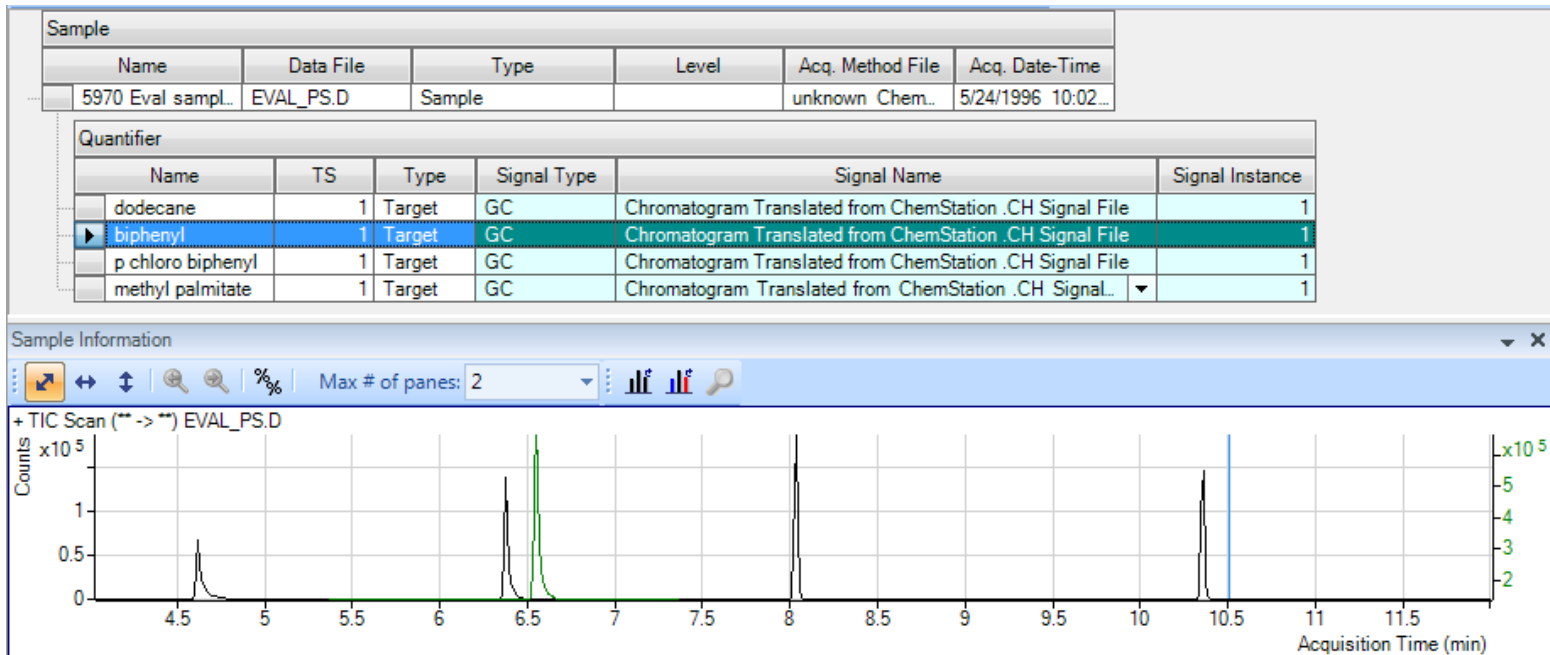 Sample
Name Data File Type Level Acq. Method File Acq. Date-Time
5970 Eval sampl... EVAL_PS.D Sample unknown Chem... 5/24/1996 10:02...
Quantifier
Name TS Type Signal Type Signal Name Signal Instance
dodecane 1 Target GC Chromatogram Translated from ChemStation .CH Signal File 1
biphenyl 1 Target GC Chromatogram Translated from ChemStation .CH Signal File 1
p chloro biphenyl 1 Target GC Chromatogram Translated from ChemStation .CH Signal File 1
methyl palmitate 1 Target GC Chromatogram Translated from ChemStation .CH Signal... 1
Sample Information
Max # of panes: 2
+ TIC Scan (** -> **) EVAL_PS.D
Counts
x10 5
1
0.5
0
x10 5
5
4
3
2
4.5 5 5.5 6 6.5 7 7.5 8 8.5 9 9.5 10 10.5 11 11.5
Acquisition Time (min)